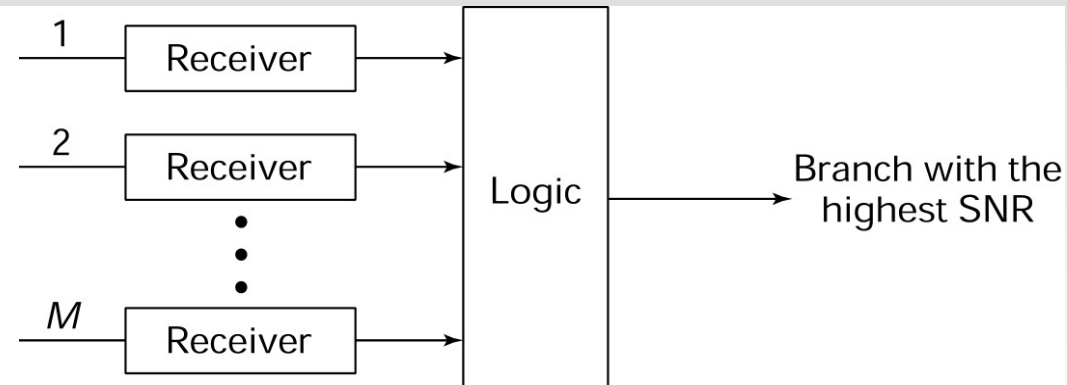 1
Receiver
2
Receiver
M
Receiver
Logic
Branch with the
highest SNR